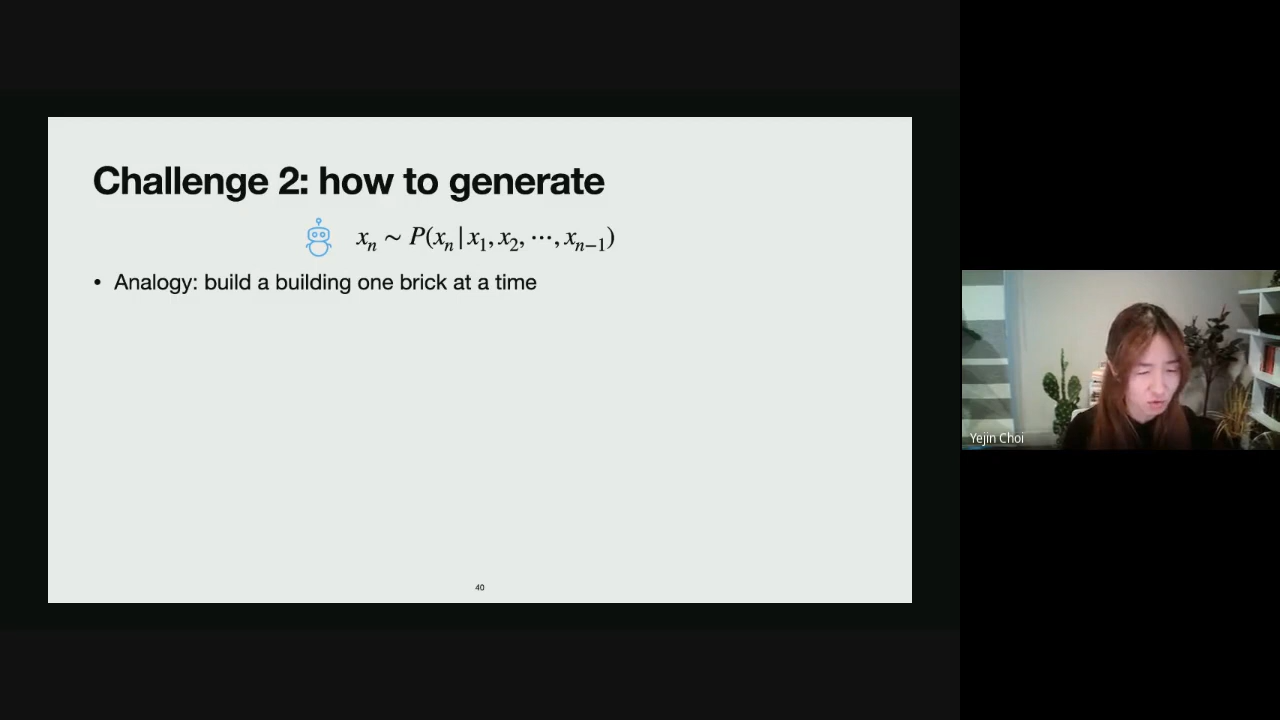 Challenge 2: how to generate
xₙ ~ P(xₙ | x₁, x₂, ⋯, xₙ₋₁)
• Analogy: build a building one brick at a time
40
Yejin Choi